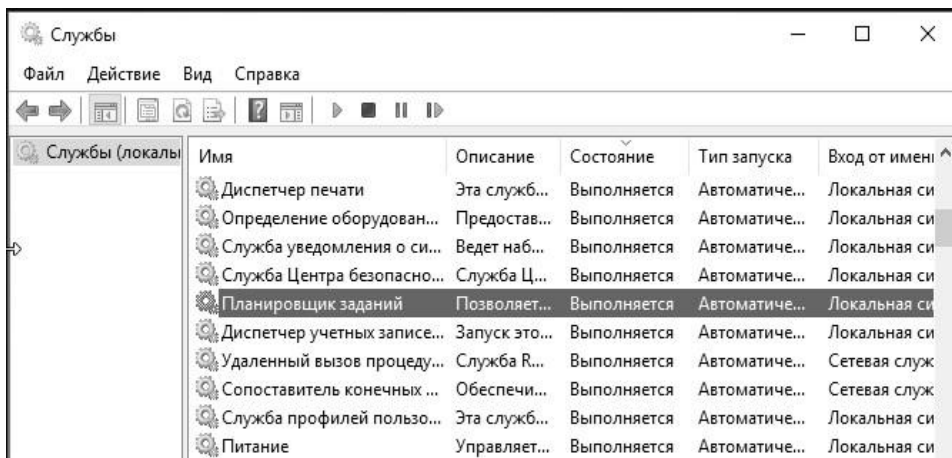 Службы
Файл Действие Вид Справка
Службы (локалы
Имя Описание Состояние Тип запуска Вход от имени
Диспетчер печати Эта служб... Выполняется Автоматиче... Локальная си
Определение оборудован... Предостав... Выполняется Автоматиче... Локальная си
Служба уведомления о си... Ведет наб... Выполняется Автоматиче... Локальная си
Служба Центра безопасно... Служба Ц... Выполняется Автоматиче... Локальная си
Планировщик заданий Позволяет... Выполняется Автоматиче... Локальная си
Диспетчер учетных записе... Запуск это... Выполняется Автоматиче... Локальная си
Удаленный вызов процеду... Служба R... Выполняется Автоматиче... Сетевая служ
Сопоставитель конечных ... Обеспечи... Выполняется Автоматиче... Сетевая служ
Служба профилей пользо... Эта служб... Выполняется Автоматиче... Локальная си
Питание Управляет... Выполняется Автоматиче... Локальная си